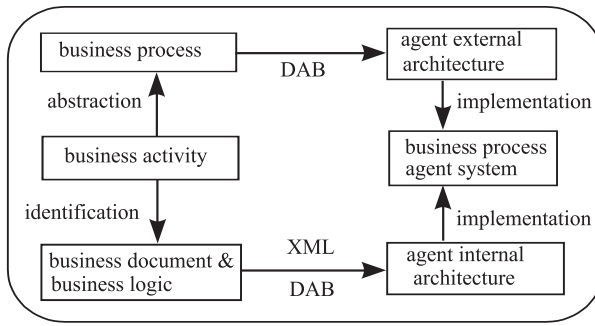 business process
DAB
agent external
architecture
abstraction
implementation
business activity
business process
agent system
identification
implementation
business document &
business logic
XML
DAB
agent internal
architecture